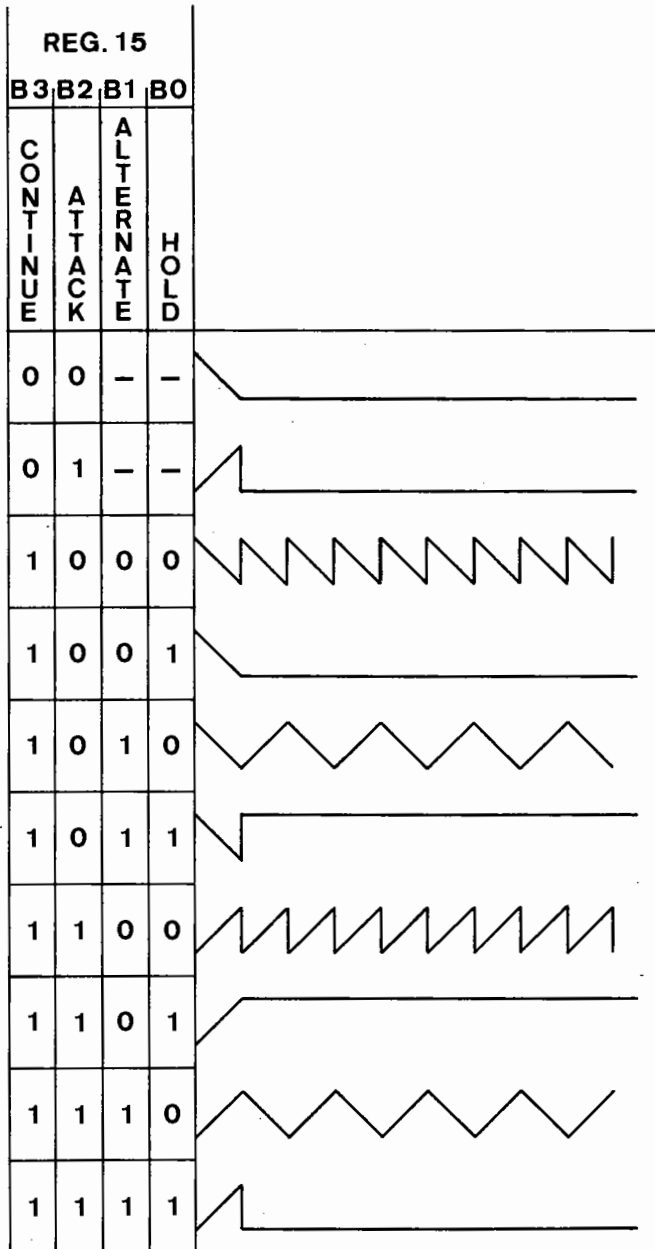 REG. 15
B3 B2 B1 B0
CONTINUE ATTACK ALTERNATE HOLD
0 0 – –
0 1 – –
1 0 0 0
1 0 0 1
1 0 1 0
1 0 1 1
1 1 0 0
1 1 0 1
1 1 1 0
1 1 1 1